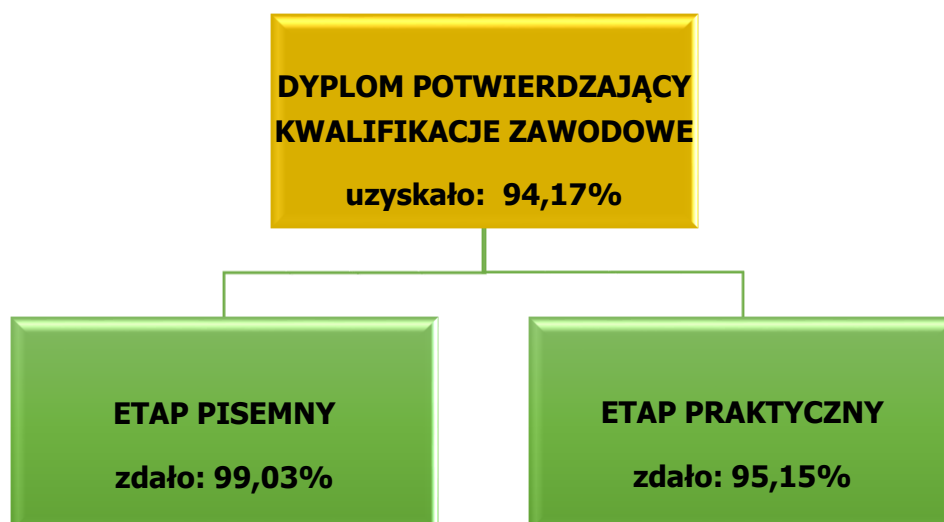 DYPLOM POTWIERDZAJĄCY
KWALIFIKACJE ZAWODOWE
uzyskało: 94,17%
ETAP PISEMNY
zdało: 99,03%
ETAP PRAKTYCZNY
zdało: 95,15%